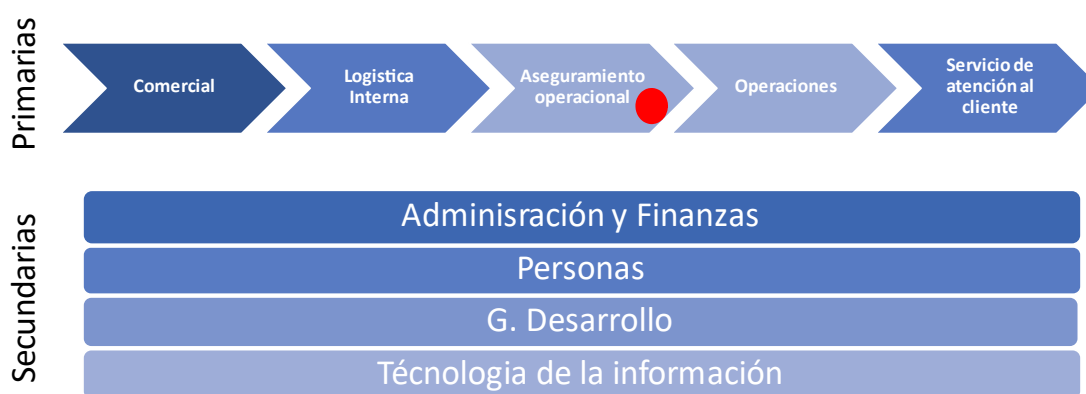 Primarias
Comercial
Logistica
Interna
Aseguramiento
operacional
Operaciones
Servicio de
atención al
cliente
Secundarias
Adminisración y Finanzas
Personas
G. Desarrollo
Técnologia de la información